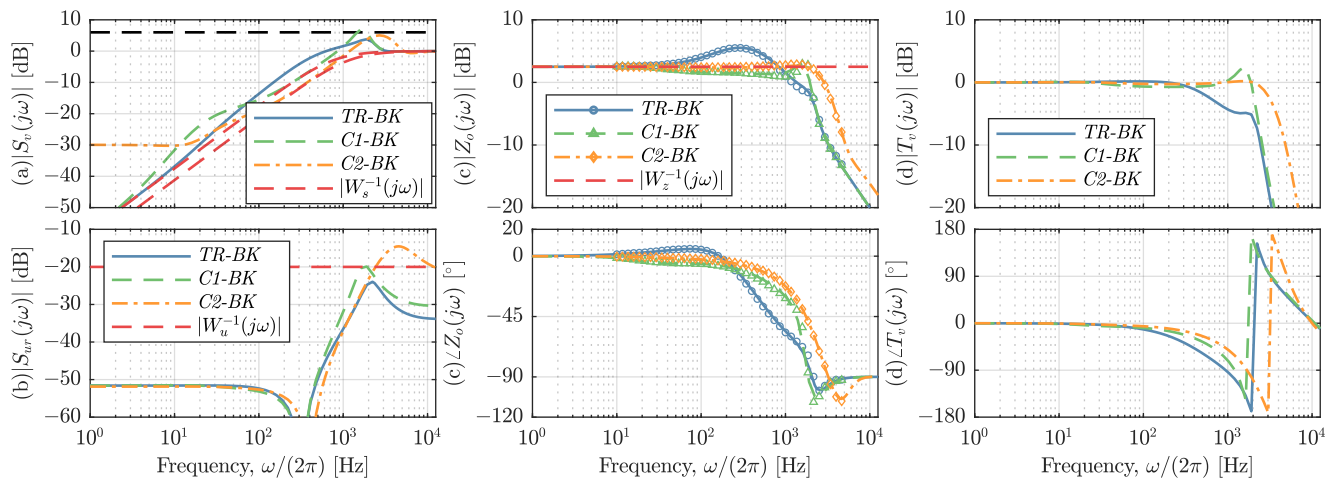 (a)|S_v(jω)| [dB]
10
0
−10
−20
−30
−40
−50
TR-BK
C1-BK
C2-BK
|W_s^{-1}(jω)|
(b)|S_{ur}(jω)| [dB]
−10
−20
−30
−40
−50
−60
TR-BK
C1-BK
C2-BK
|W_u^{-1}(jω)|
10^0
10^1
10^2
10^3
10^4
Frequency, ω/(2π) [Hz]
(c)|Z_o(jω)| [dB]
10
0
−10
−20
TR-BK
C1-BK
C2-BK
|W_z^{-1}(jω)|
(c)∠Z_o(jω) [°]
20
0
−45
−90
−120
10^0
10^1
10^2
10^3
10^4
Frequency, ω/(2π) [Hz]
(d)|T_v(jω)| [dB]
10
0
−10
−20
TR-BK
C1-BK
C2-BK
(d)∠T_v(jω) [°]
180
90
0
−90
−180
10^0
10^1
10^2
10^3
10^4
Frequency, ω/(2π) [Hz]